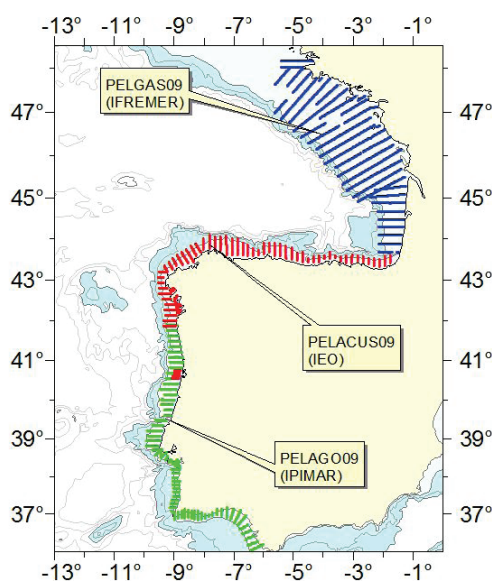 -13° -11° -9° -7° -5° -3° -1°
PELGAS09
(IFREMER)
47° 47°
45° 45°
43° 43°
PELACUS09
(IEO)
41° 41°
39° 39°
PELAGO09
(IPIMAR)
37° 37°
-13° -11° -9° -7° -5° -3° -1°